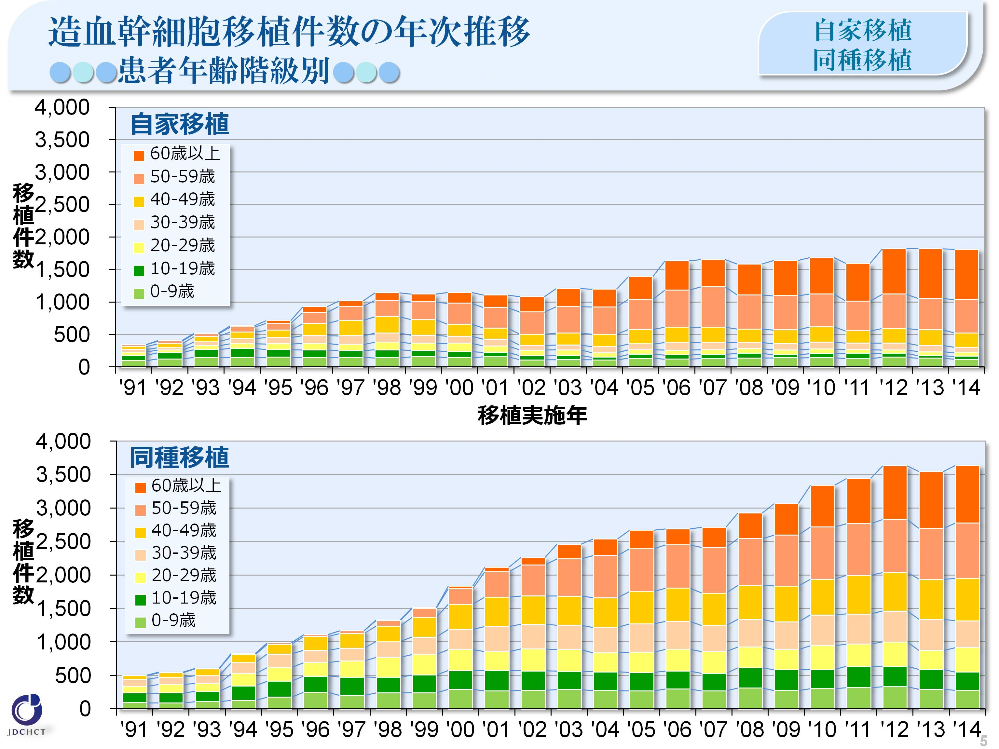 造血幹細胞移植件数の年次推移
患者年齢階級別
自家移植
同種移植
自家移植
60歳以上
50-59歳
40-49歳
30-39歳
20-29歳
10-19歳
0-9歳
移植件数
4,000
3,500
3,000
2,500
2,000
1,500
1,000
500
0
'91 '92 '93 '94 '95 '96 '97 '98 '99 '00 '01 '02 '03 '04 '05 '06 '07 '08 '09 '10 '11 '12 '13 '14
移植実施年
同種移植
60歳以上
50-59歳
40-49歳
30-39歳
20-29歳
10-19歳
0-9歳
移植件数
4,000
3,500
3,000
2,500
2,000
1,500
1,000
500
0
'91 '92 '93 '94 '95 '96 '97 '98 '99 '00 '01 '02 '03 '04 '05 '06 '07 '08 '09 '10 '11 '12 '13 '14
JDCHCT
5